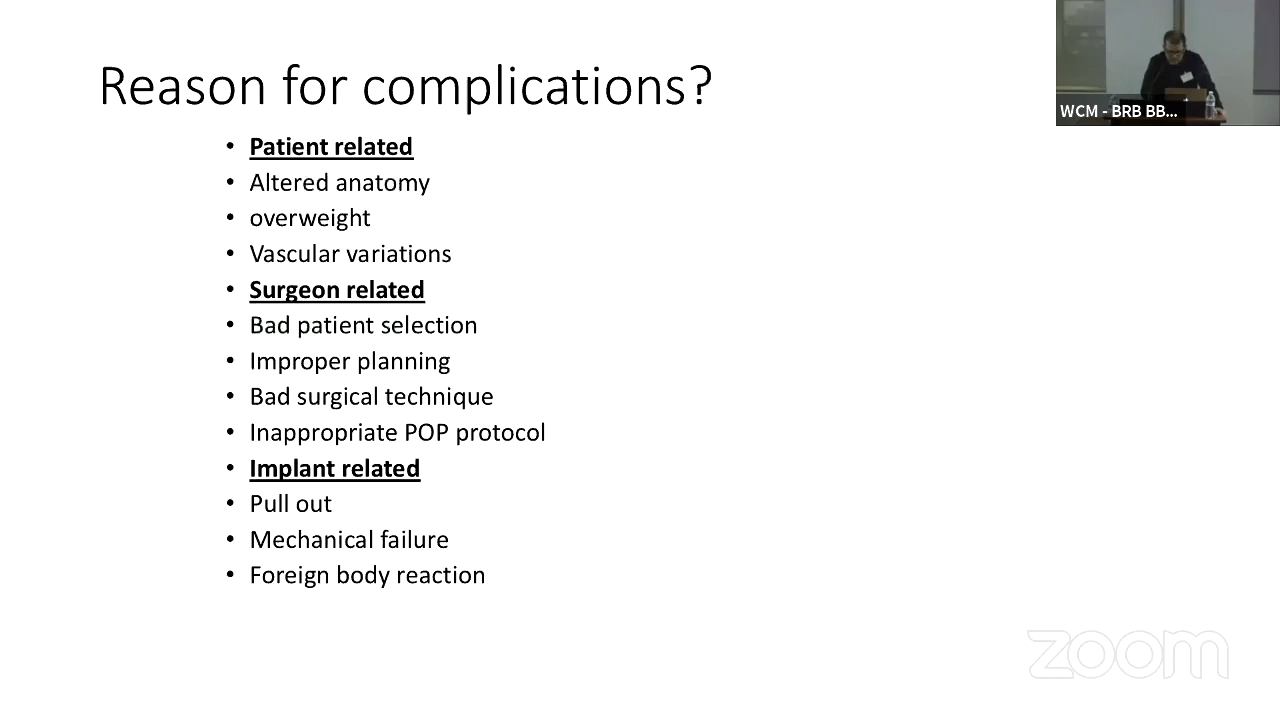 Reason for complications?
WCM - BRB BB...
• Patient related
• Altered anatomy
• overweight
• Vascular variations
• Surgeon related
• Bad patient selection
• Improper planning
• Bad surgical technique
• Inappropriate POP protocol
• Implant related
• Pull out
• Mechanical failure
• Foreign body reaction
zoom